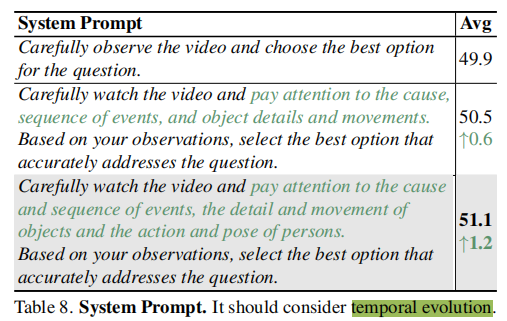 System Prompt Avg
Carefully observe the video and choose the best option
for the question.
49.9
Carefully watch the video and pay attention to the cause,
sequence of events, and object details and movements.
Based on your observations, select the best option that
accurately addresses the question.
50.5
↑0.6
Carefully watch the video and pay attention to the cause
and sequence of events, the detail and movement of
objects and the action and pose of persons.
Based on your observations, select the best option that
accurately addresses the question.
51.1
↑1.2
Table 8. System Prompt. It should consider temporal evolution.